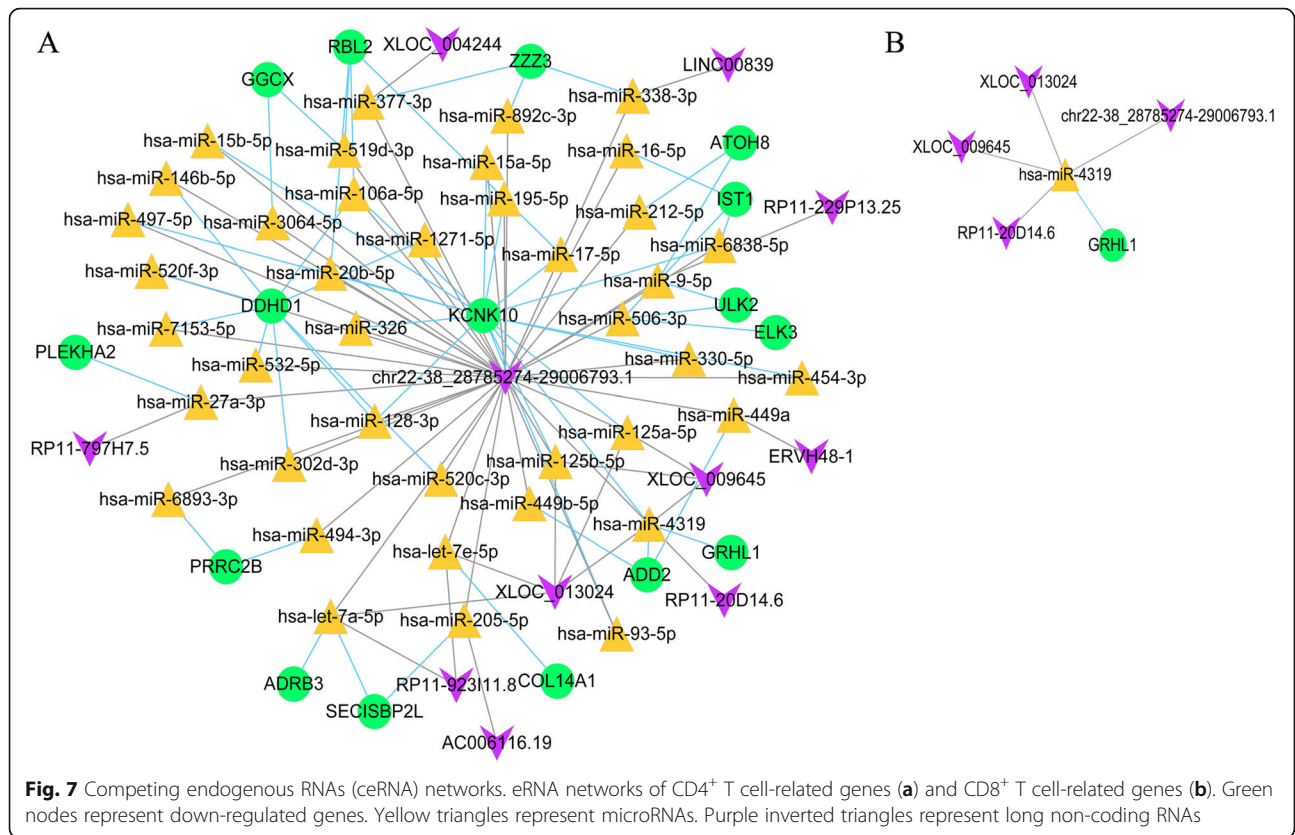 A
B
RBL2
XLOC_004244
ZZZ3
GGCX
LINC00839
hsa-miR-377-3p
hsa-miR-338-3p
hsa-miR-892c-3p
hsa-miR-15b-5p
hsa-miR-519d-3p
hsa-miR-15a-5p
hsa-miR-16-5p
ATOH8
hsa-miR-146b-5p
hsa-miR-106a-5p
hsa-miR-195-5p
IST1
hsa-miR-497-5p
hsa-miR-3064-5p
hsa-miR-212-5p
RP11-229P13.25
hsa-miR-1271-5p
hsa-miR-17-5p
hsa-miR-6838-5p
hsa-miR-520f-3p
hsa-miR-20b-5p
hsa-miR-9-5p
DDHD1
KCNK10
ULK2
hsa-miR-7153-5p
hsa-miR-326
hsa-miR-506-3p
ELK3
PLEKHA2
hsa-miR-532-5p
hsa-miR-330-5p
chr22-38_28785274-29006793.1
hsa-miR-454-3p
hsa-miR-27a-3p
hsa-miR-128-3p
hsa-miR-449a
RP11-797H7.5
hsa-miR-125a-5p
ERVH48-1
hsa-miR-302d-3p
hsa-miR-125b-5p
XLOC_009645
hsa-miR-520c-3p
hsa-miR-6893-3p
hsa-miR-449b-5p
hsa-miR-4319
hsa-miR-494-3p
GRHL1
PRRC2B
hsa-let-7e-5p
ADD2
XLOC_013024
RP11-20D14.6
hsa-let-7a-5p
hsa-miR-205-5p
hsa-miR-93-5p
ADRB3
RP11-923I11.8
COL14A1
SECISBP2L
AC006116.19
XLOC_013024
chr22-38_28785274-29006793.1
XLOC_009645
hsa-miR-4319
RP11-20D14.6
GRHL1
Fig. 7 Competing endogenous RNAs (ceRNA) networks. eRNA networks of CD4⁺ T cell-related genes (a) and CD8⁺ T cell-related genes (b). Green
nodes represent down-regulated genes. Yellow triangles represent microRNAs. Purple inverted triangles represent long non-coding RNAs